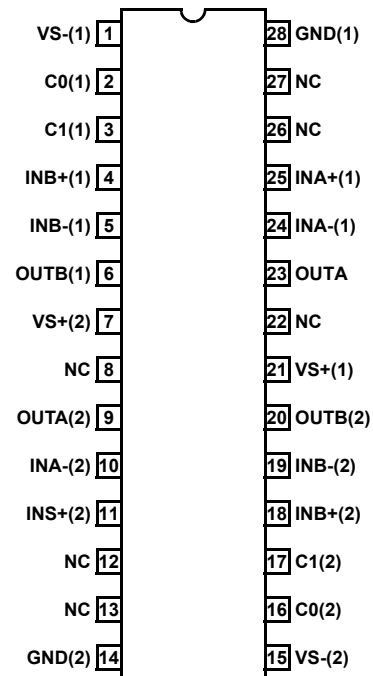 VS-(1) 1 28 GND(1)
C0(1) 2 27 NC
C1(1) 3 26 NC
INB+(1) 4 25 INA+(1)
INB-(1) 5 24 INA-(1)
OUTB(1) 6 23 OUTA
VS+(2) 7 22 NC
NC 8 21 VS+(1)
OUTA(2) 9 20 OUTB(2)
INA-(2) 10 19 INB-(2)
INS+(2) 11 18 INB+(2)
NC 12 17 C1(2)
NC 13 16 C0(2)
GND(2) 14 15 VS-(2)